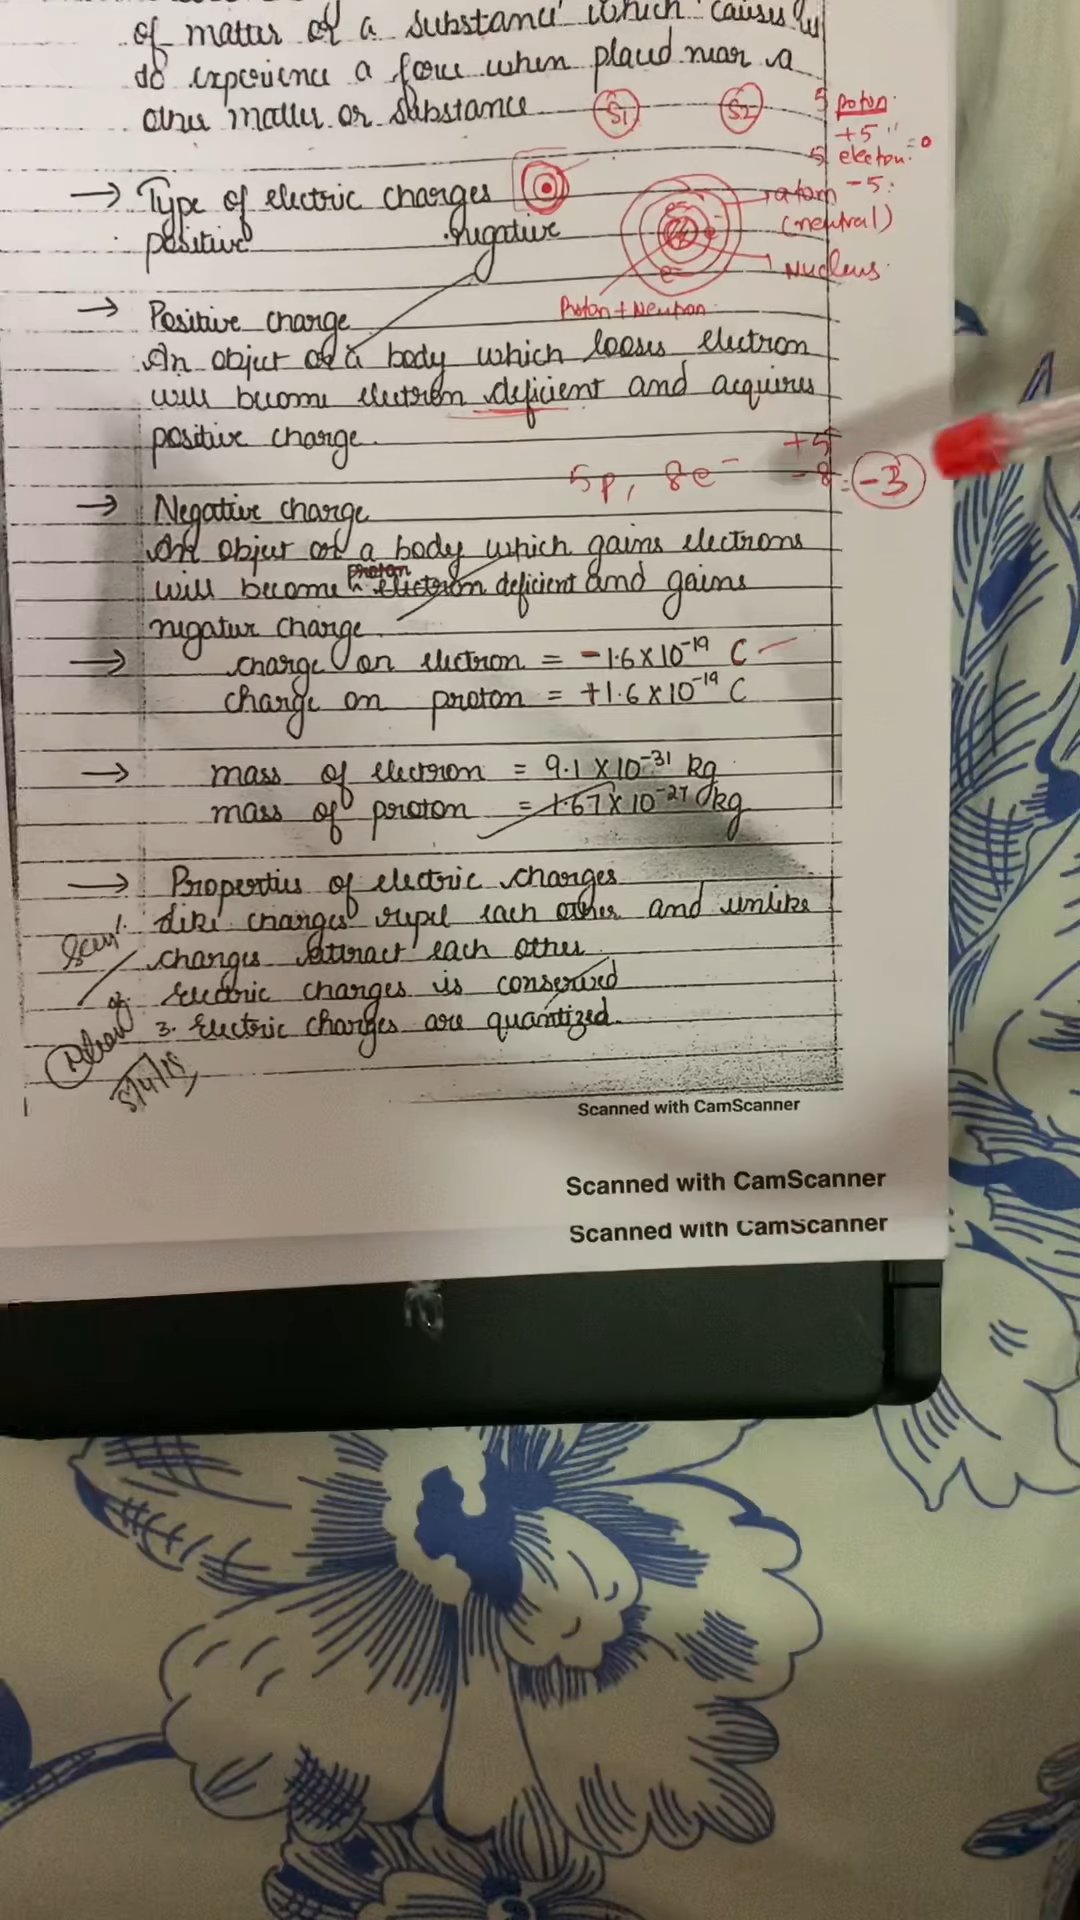 of matter or a substance which causes it
to experience a force when placed near a
other matter or substance
S1 S2
5 proton
+5
5 electron = 0
-5
→ Type of electric charges
positive negative
atom
(neutral)
Nucleus
e- e- e-
Proton + Neutron
→ Positive charge
An object or a body which looses electron
will become electron deficient and acquires
positive charge.
5p, 8e-
+5
-8 = -3
→ Negative charge
An object or a body which gains electrons
proton
will become electron deficient and gains
negative charge.
→ charge on electron = -1.6 X 10-19 C
charge on proton = +1.6 X 10-19 C
→ mass of electron = 9.1 X 10-31 kg
mass of proton = 1.67 X 10-27 kg
→ Properties of electric charges
1. Like charges repel each other and unlike
charges attract each other
2. Electric charges is conserved
3. Electric charges are quantized.
Scanned with CamScanner
Scanned with CamScanner
Scanned with CamScanner